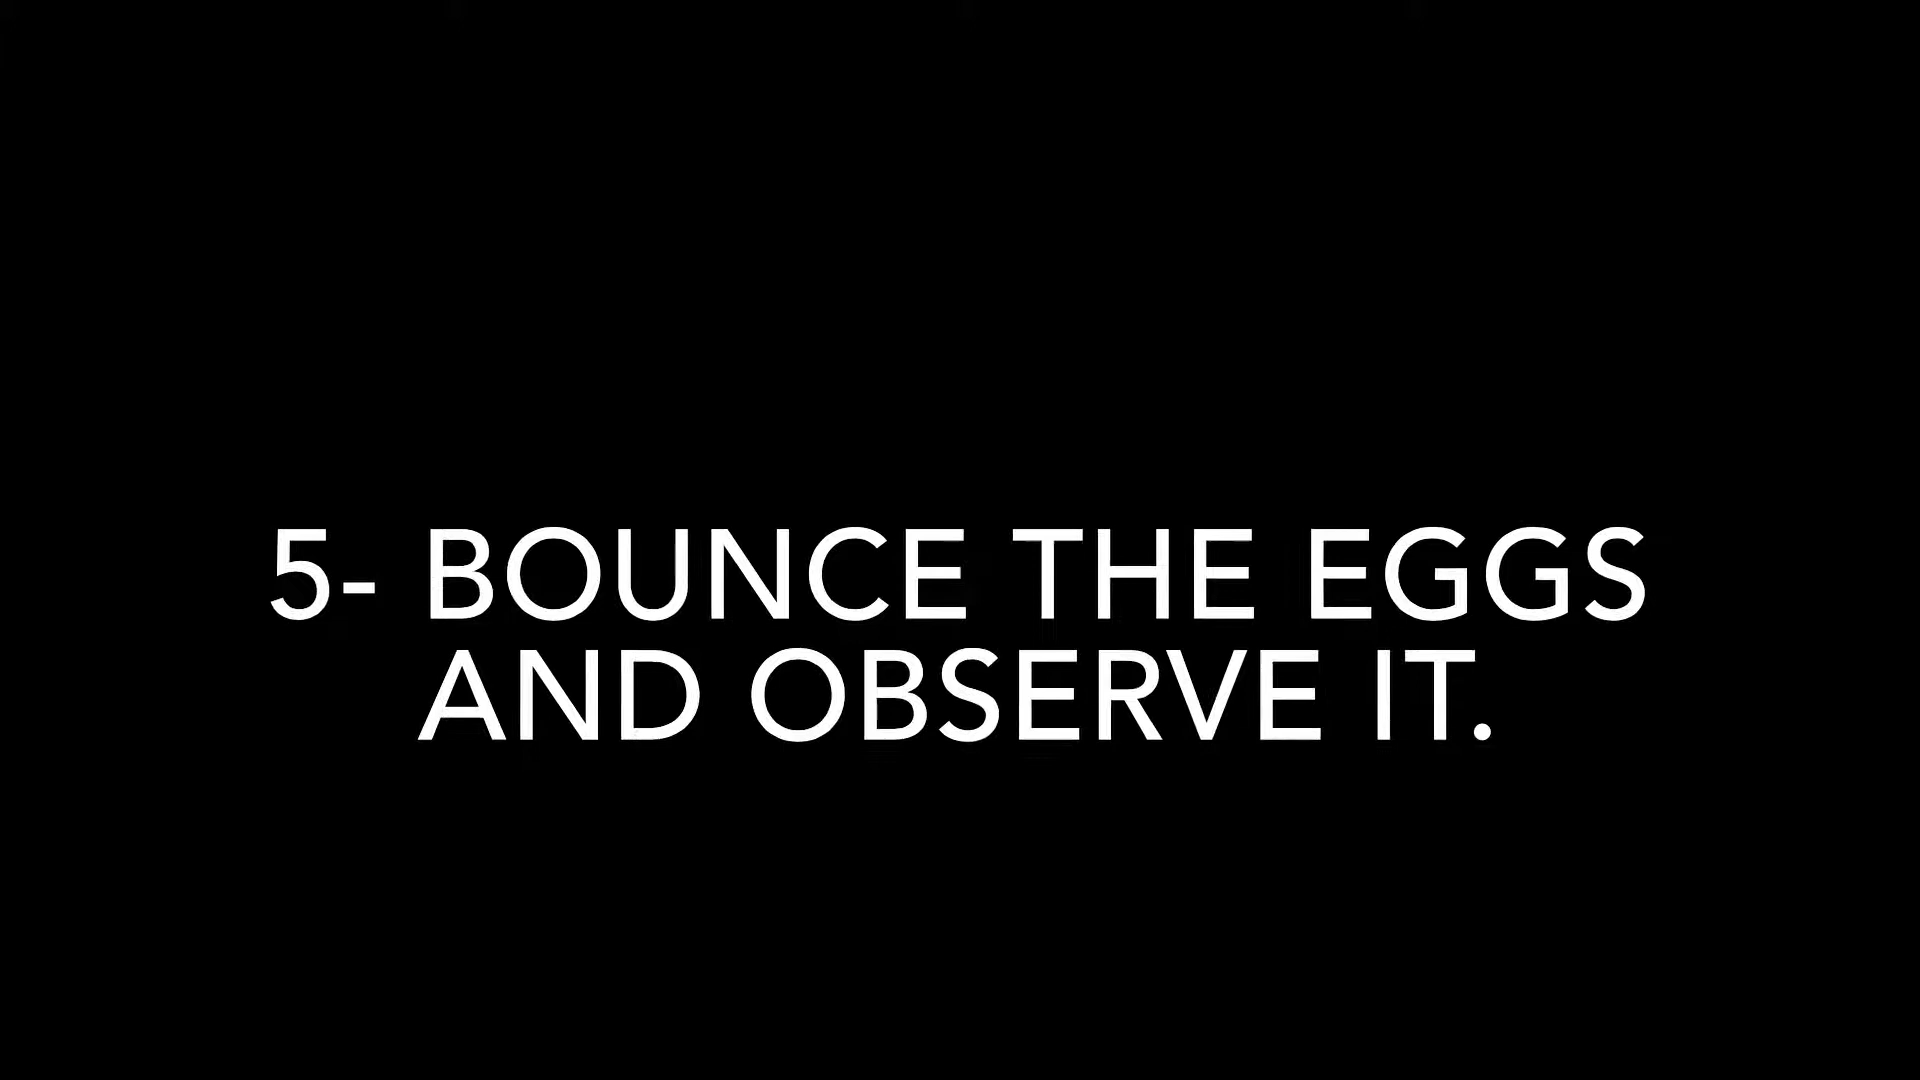 5- BOUNCE THE EGGS
AND OBSERVE IT.